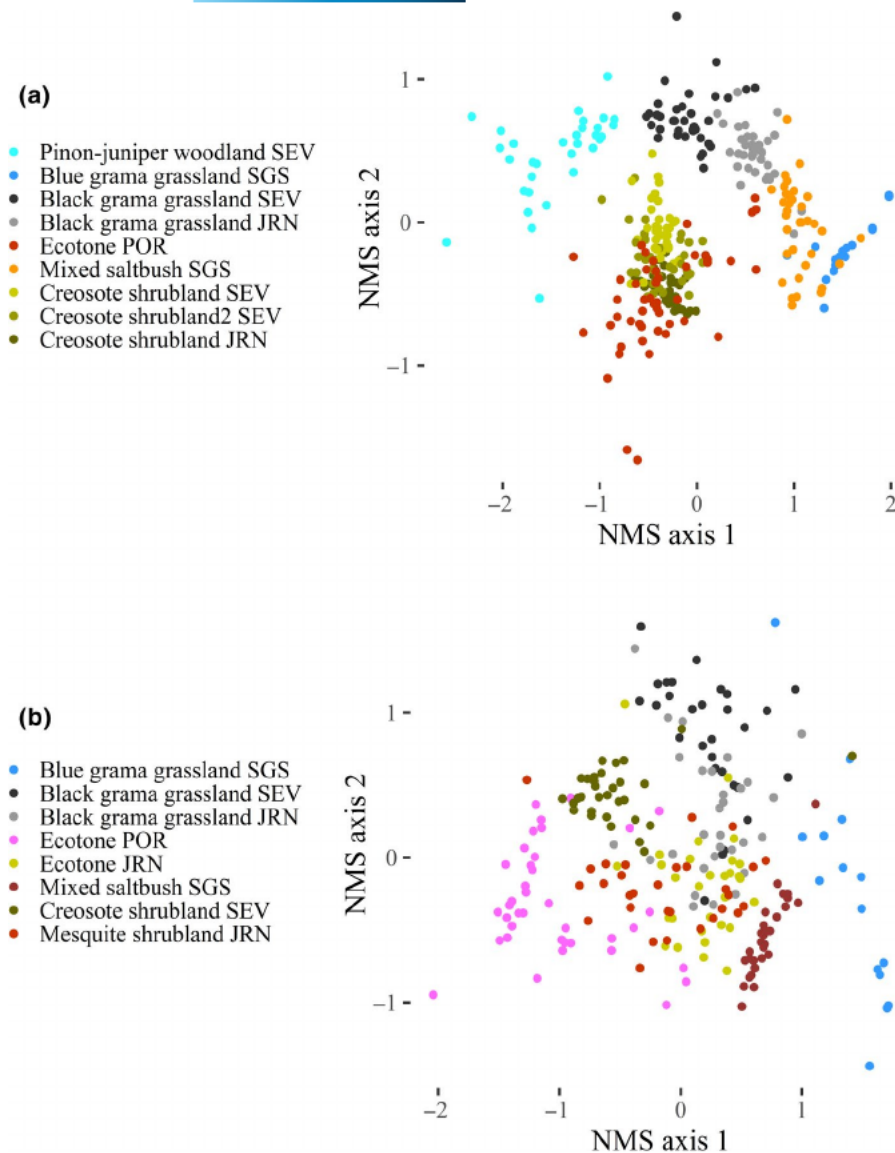 (a)
Pinon-juniper woodland SEV
Blue grama grassland SGS
Black grama grassland SEV
Black grama grassland JRN
Ecotone POR
Mixed saltbush SGS
Creosote shrubland SEV
Creosote shrubland2 SEV
Creosote shrubland JRN
NMS axis 2
1
0
−1
−2
−1
0
1
2
NMS axis 1
(b)
Blue grama grassland SGS
Black grama grassland SEV
Black grama grassland JRN
Ecotone POR
Ecotone JRN
Mixed saltbush SGS
Creosote shrubland SEV
Mesquite shrubland JRN
NMS axis 2
1
0
−1
−2
−1
0
1
NMS axis 1